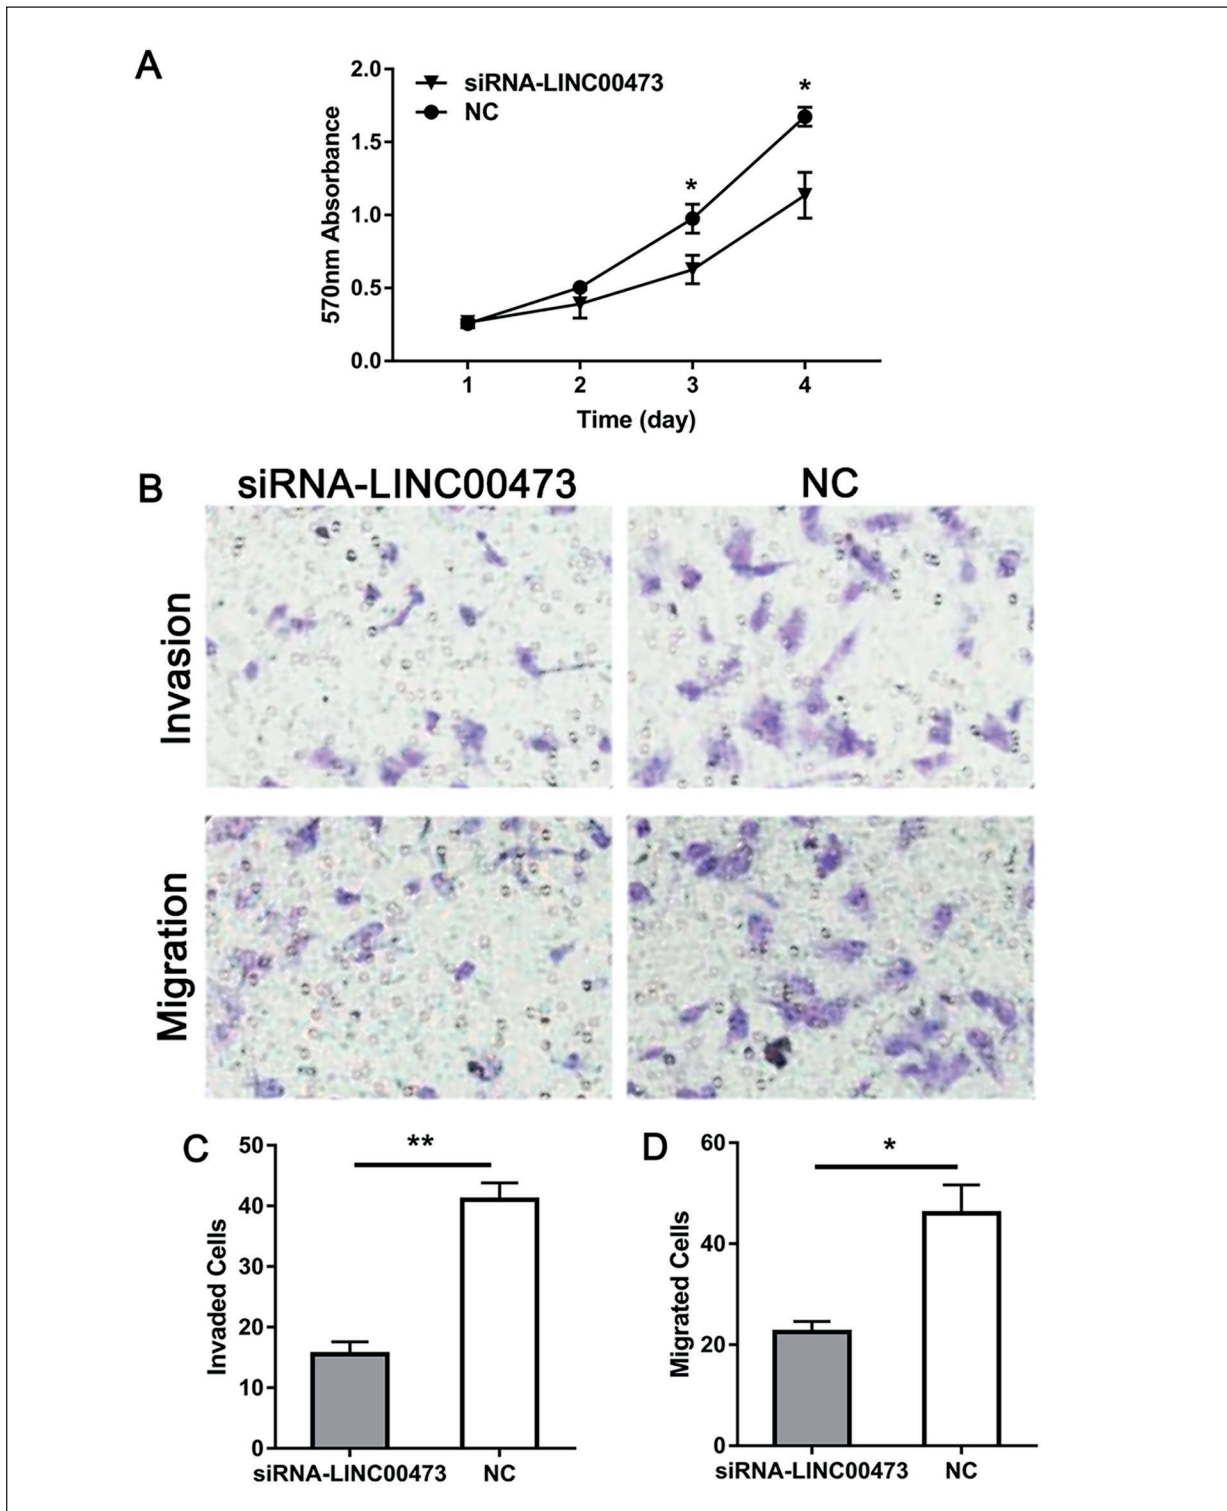 A
2.0
1.5
1.0
0.5
0.0
570nm Absorbance
siRNA-LINC00473
NC
*
*
1 2 3 4
Time (day)
B
siRNA-LINC00473 NC
Invasion
Migration
C
50
40
30
20
10
0
Invaded Cells
**
siRNA-LINC00473 NC
D
60
40
20
0
Migrated Cells
*
siRNA-LINC00473 NC